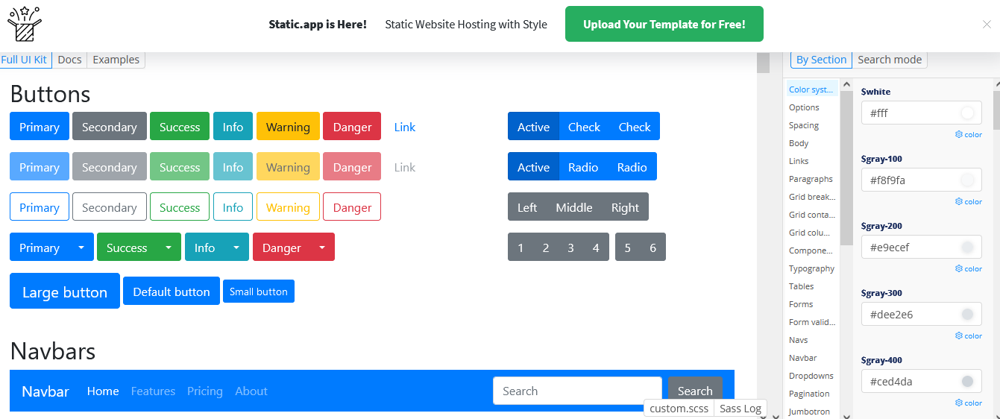 Static.app is Here! Static Website Hosting with Style Upload Your Template for Free!
Full UI Kit Docs Examples
By Section Search mode
Buttons
Primary Secondary Success Info Warning Danger Link
Active Check Check
Primary Secondary Success Info Warning Danger Link
Active Radio Radio
Primary Secondary Success Info Warning Danger
Left Middle Right
Primary Success Info Danger
1 2 3 4 5 6
Large button Default button Small button
Navbars
Navbar Home Features Pricing About Search Search
custom.scss Sass Log
Color syst...
Options
Spacing
Body
Links
Paragraphs
Grid break...
Grid conta...
Grid colu...
Compone...
Typography
Tables
Forms
Form valid...
Navs
Navbar
Dropdowns
Pagination
Jumbotron
$white
#fff
color
$gray-100
#f8f9fa
color
$gray-200
#e9ecef
color
$gray-300
#dee2e6
color
$gray-400
#ced4da
color